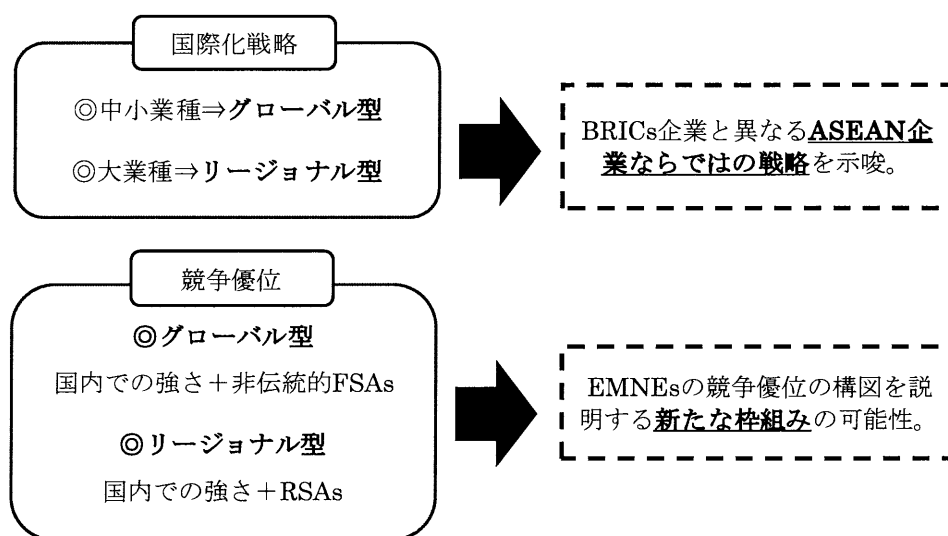 国際化戦略
◎中小業種⇒グローバル型
◎大業種⇒リージョナル型
BRICs企業と異なるASEAN企
業ならではの戦略を示唆。
競争優位
◎グローバル型
国内での強さ＋非伝統的FSAs
◎リージョナル型
国内での強さ＋RSAs
EMNEsの競争優位の構図を説
明する新たな枠組みの可能性。